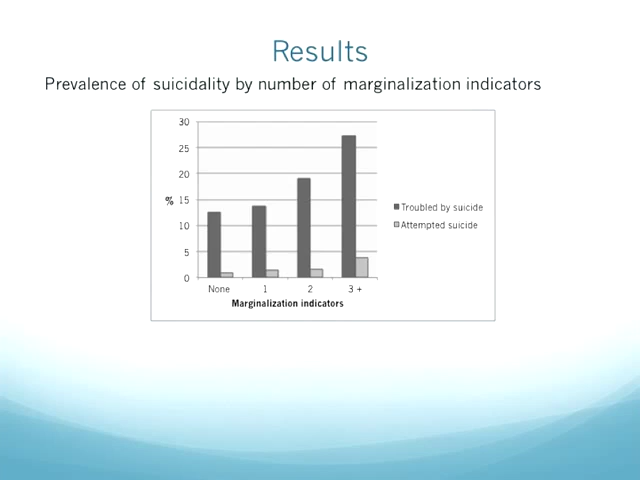 Results
Prevalence of suicidality by number of marginalization indicators
30
25
20
% 15
10
5
0
None 1 2 3 +
Marginalization indicators
Troubled by suicide
Attempted suicide